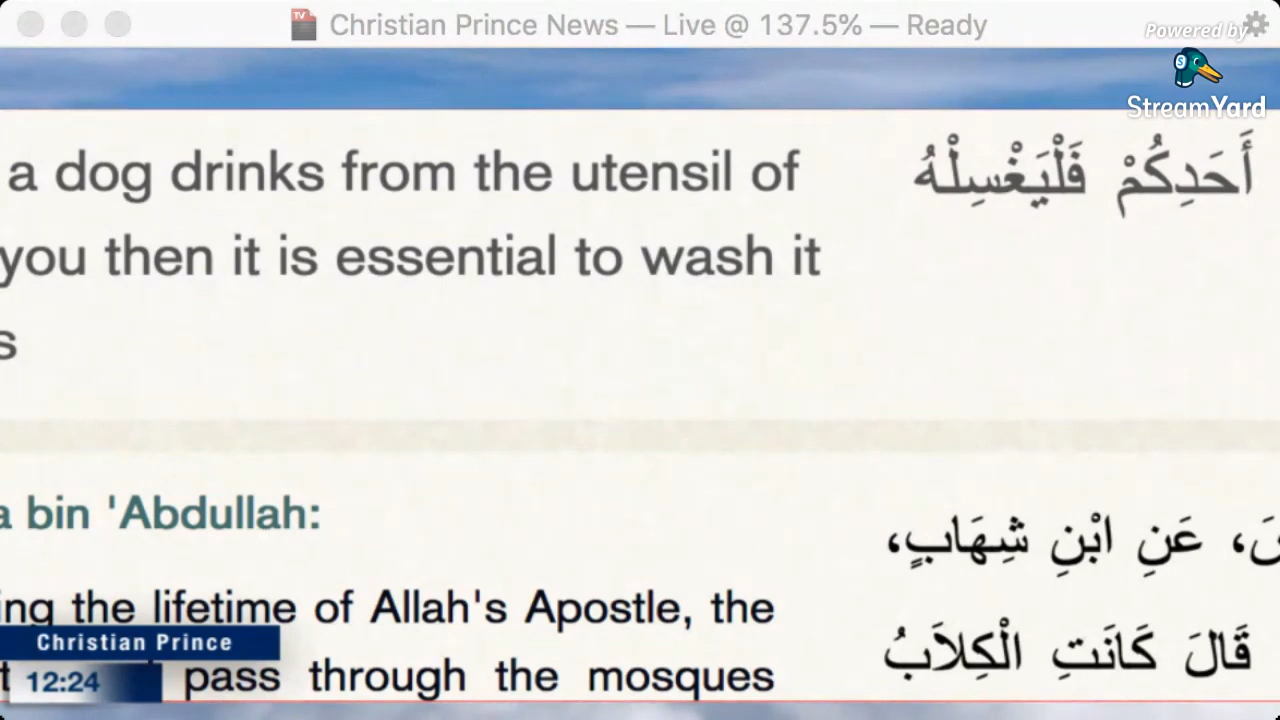 Christian Prince News — Live @ 137.5% — Ready
Powered by
StreamYard
a dog drinks from the utensil of
you then it is essential to wash it
s
أَحَدِكُمْ فَلْيَغْسِلْهُ
a bin 'Abdullah:
ing the lifetime of Allah's Apostle, the
pass through the mosques
عَنِ ابْنِ شِهَابٍ،
قَالَ كَانَتِ الْكِلاَبُ
Christian Prince
12:24